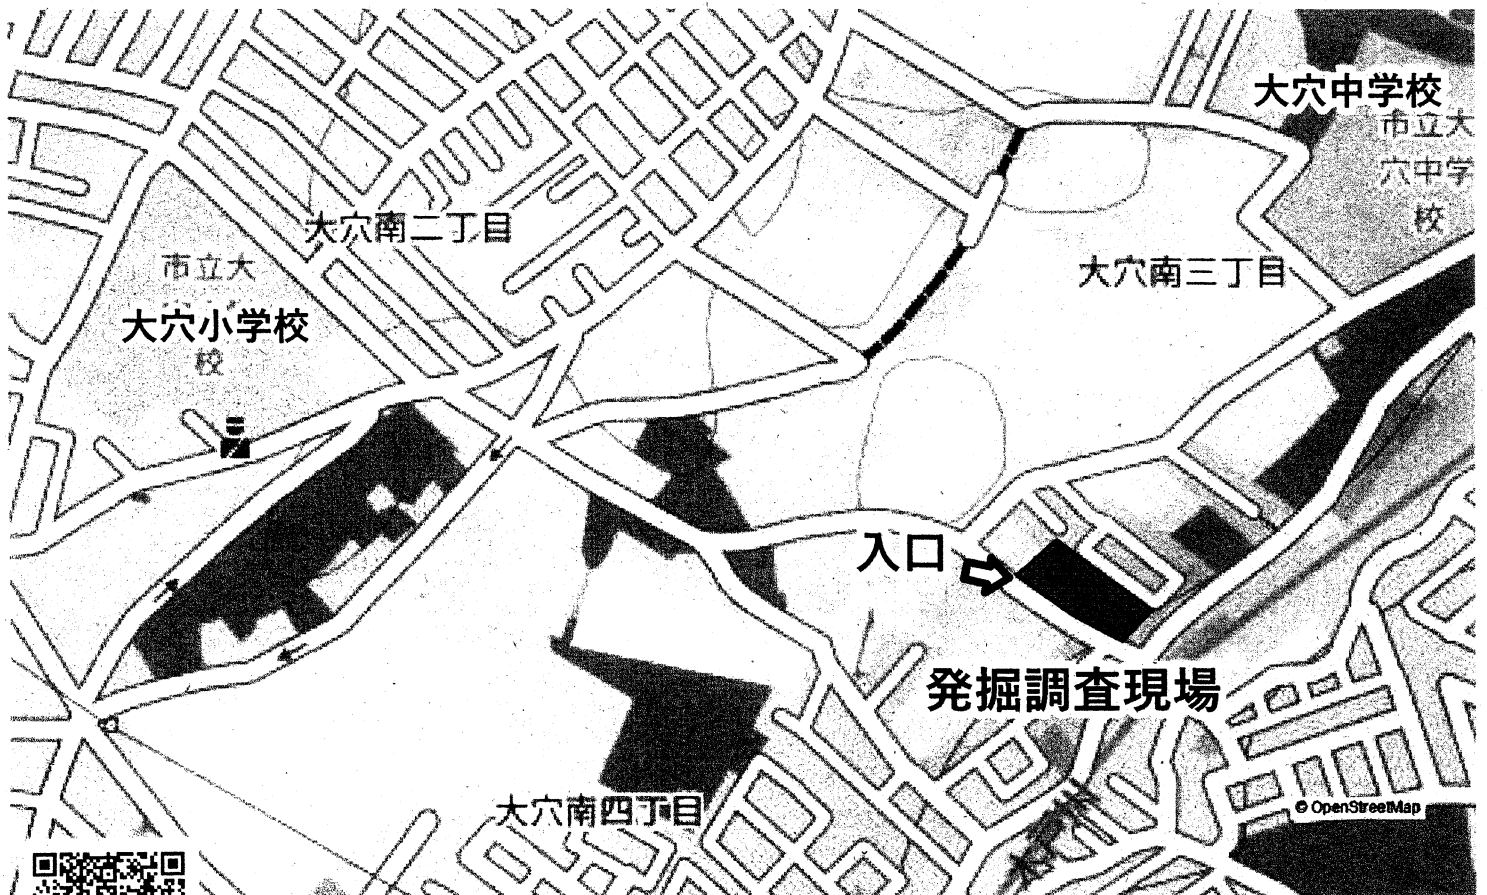 大穴中学校
市立大
穴中学
校
大穴南二丁目
市立大
大穴南三丁目
大穴小学校
校
入口
発掘調査現場
大穴南四丁目
© OpenStreetMap